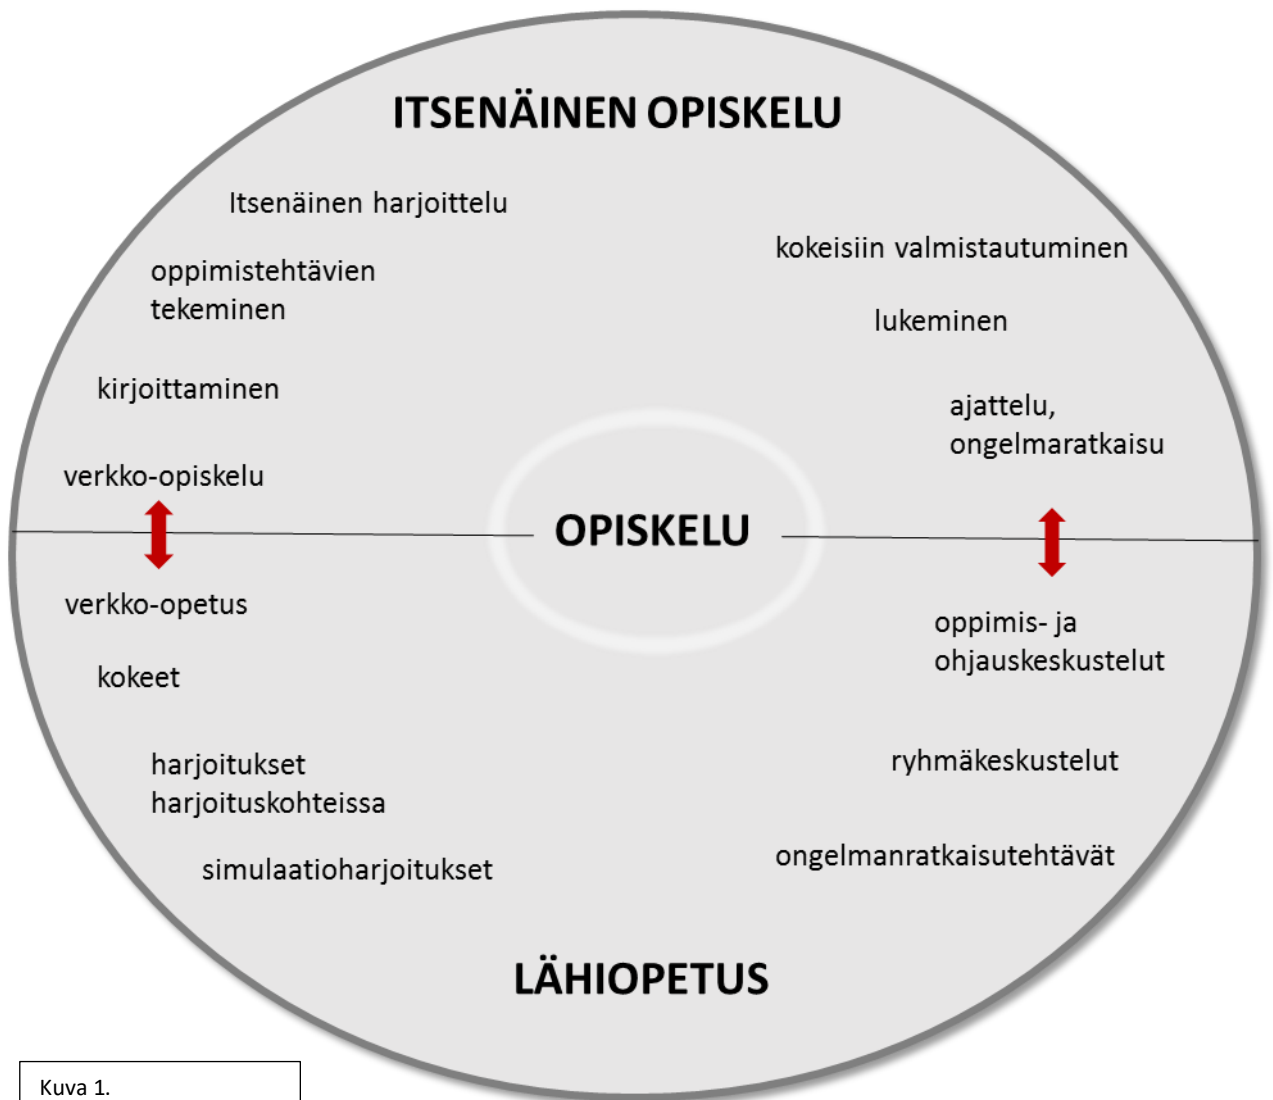 ITSENÄINEN OPISKELU
Itsenäinen harjoittelu
kokeisiin valmistautuminen
oppimistehtävien
tekeminen
lukeminen
kirjoittaminen
ajattelu,
ongelmaratkaisu
verkko-opiskelu
OPISKELU
verkko-opetus
oppimis- ja
ohjauskeskustelut
kokeet
harjoitukset
harjoituskohteissa
ryhmäkeskustelut
simulaatioharjoitukset
ongelmanratkaisutehtävät
LÄHIOPETUS
Kuva 1.